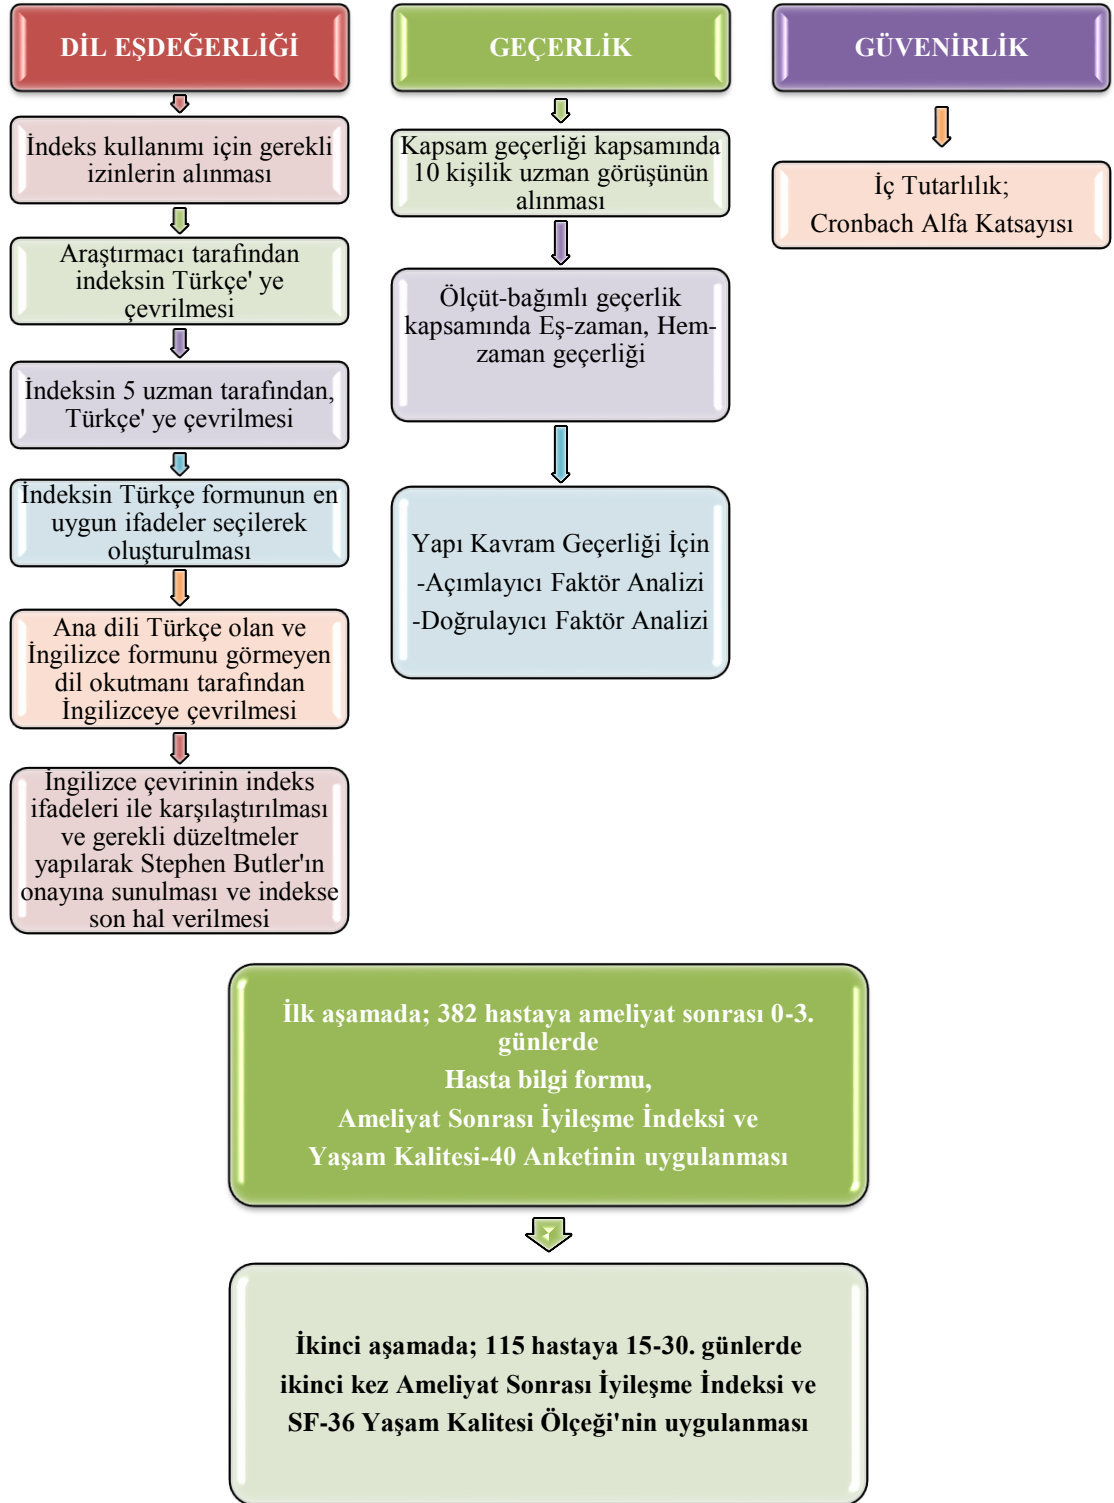 DİL EŞDEĞERLİĞİ
İndeks kullanımı için gerekli
izinlerin alınması
Araştırmacı tarafından
indeksin Türkçe' ye
çevrilmesi
İndeksin 5 uzman tarafından,
Türkçe' ye çevrilmesi
İndeksin Türkçe formunun en
uygun ifadeler seçilerek
oluşturulması
Ana dili Türkçe olan ve
İngilizce formunu görmeyen
dil okutmanı tarafından
İngilizceye çevrilmesi
İngilizce çevirinin indeks
ifadeleri ile karşılaştırılması
ve gerekli düzeltmeler
yapılarak Stephen Butler'ın
onayına sunulması ve indekse
son hal verilmesi
GEÇERLİK
Kapsam geçerliği kapsamında
10 kişilik uzman görüşünün
alınması
Ölçüt-bağımlı geçerlik
kapsamında Eş-zaman, Hem-
zaman geçerliği
Yapı Kavram Geçerliği İçin
-Açımlayıcı Faktör Analizi
-Doğrulayıcı Faktör Analizi
GÜVENİRLİK
İç Tutarlılık;
Cronbach Alfa Katsayısı
İlk aşamada; 382 hastaya ameliyat sonrası 0-3.
günlerde
Hasta bilgi formu,
Ameliyat Sonrası İyileşme İndeksi ve
Yaşam Kalitesi-40 Anketinin uygulanması
İkinci aşamada; 115 hastaya 15-30. günlerde
ikinci kez Ameliyat Sonrası İyileşme İndeksi ve
SF-36 Yaşam Kalitesi Ölçeği'nin uygulanması